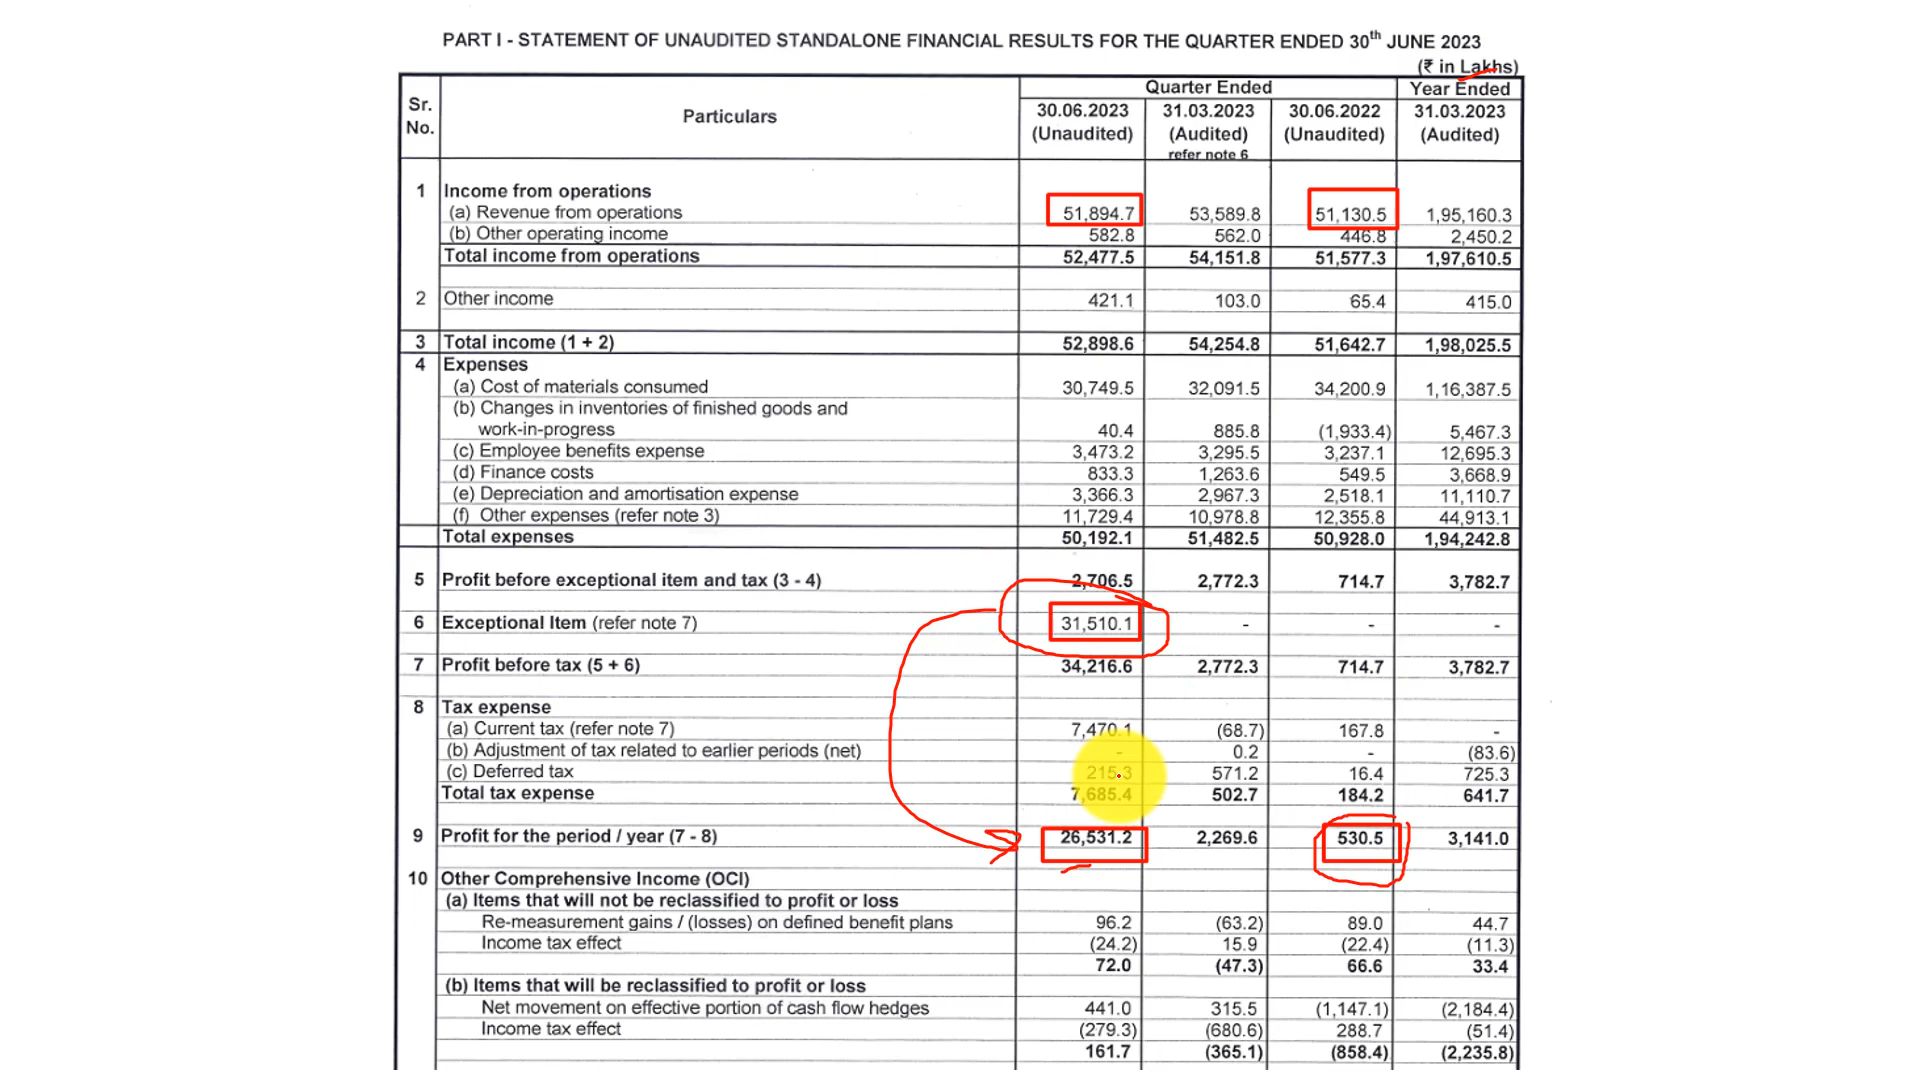 PART I - STATEMENT OF UNAUDITED STANDALONE FINANCIAL RESULTS FOR THE QUARTER ENDED 30th JUNE 2023
(₹ in Lakhs)
Sr. No. Particulars Quarter Ended Year Ended
30.06.2023 31.03.2023 30.06.2022 31.03.2023
(Unaudited) (Audited) (Unaudited) (Audited)
refer note 6
1 Income from operations
(a) Revenue from operations 51,894.7 53,589.8 51,130.5 1,95,160.3
(b) Other operating income 582.8 562.0 446.8 2,450.2
Total income from operations 52,477.5 54,151.8 51,577.3 1,97,610.5
2 Other income 421.1 103.0 65.4 415.0
3 Total income (1 + 2) 52,898.6 54,254.8 51,642.7 1,98,025.5
4 Expenses
(a) Cost of materials consumed 30,749.5 32,091.5 34,200.9 1,16,387.5
(b) Changes in inventories of finished goods and
work-in-progress 40.4 885.8 (1,933.4) 5,467.3
(c) Employee benefits expense 3,473.2 3,295.5 3,237.1 12,695.3
(d) Finance costs 833.3 1,263.6 549.5 3,668.9
(e) Depreciation and amortisation expense 3,366.3 2,967.3 2,518.1 11,110.7
(f) Other expenses (refer note 3) 11,729.4 10,978.8 12,355.8 44,913.1
Total expenses 50,192.1 51,482.5 50,928.0 1,94,242.8
5 Profit before exceptional item and tax (3 - 4) 2,706.5 2,772.3 714.7 3,782.7
6 Exceptional Item (refer note 7) 31,510.1 - - -
7 Profit before tax (5 + 6) 34,216.6 2,772.3 714.7 3,782.7
8 Tax expense
(a) Current tax (refer note 7) 7,470.1 (68.7) 167.8 -
(b) Adjustment of tax related to earlier periods (net) - 0.2 - (83.6)
(c) Deferred tax 215.3 571.2 16.4 725.3
Total tax expense 7,685.4 502.7 184.2 641.7
9 Profit for the period / year (7 - 8) 26,531.2 2,269.6 530.5 3,141.0
10 Other Comprehensive Income (OCI)
(a) Items that will not be reclassified to profit or loss
Re-measurement gains / (losses) on defined benefit plans 96.2 (63.2) 89.0 44.7
Income tax effect (24.2) 15.9 (22.4) (11.3)
72.0 (47.3) 66.6 33.4
(b) Items that will be reclassified to profit or loss
Net movement on effective portion of cash flow hedges 441.0 315.5 (1,147.1) (2,184.4)
Income tax effect (279.3) (680.6) 288.7 (51.4)
161.7 (365.1) (858.4) (2,235.8)